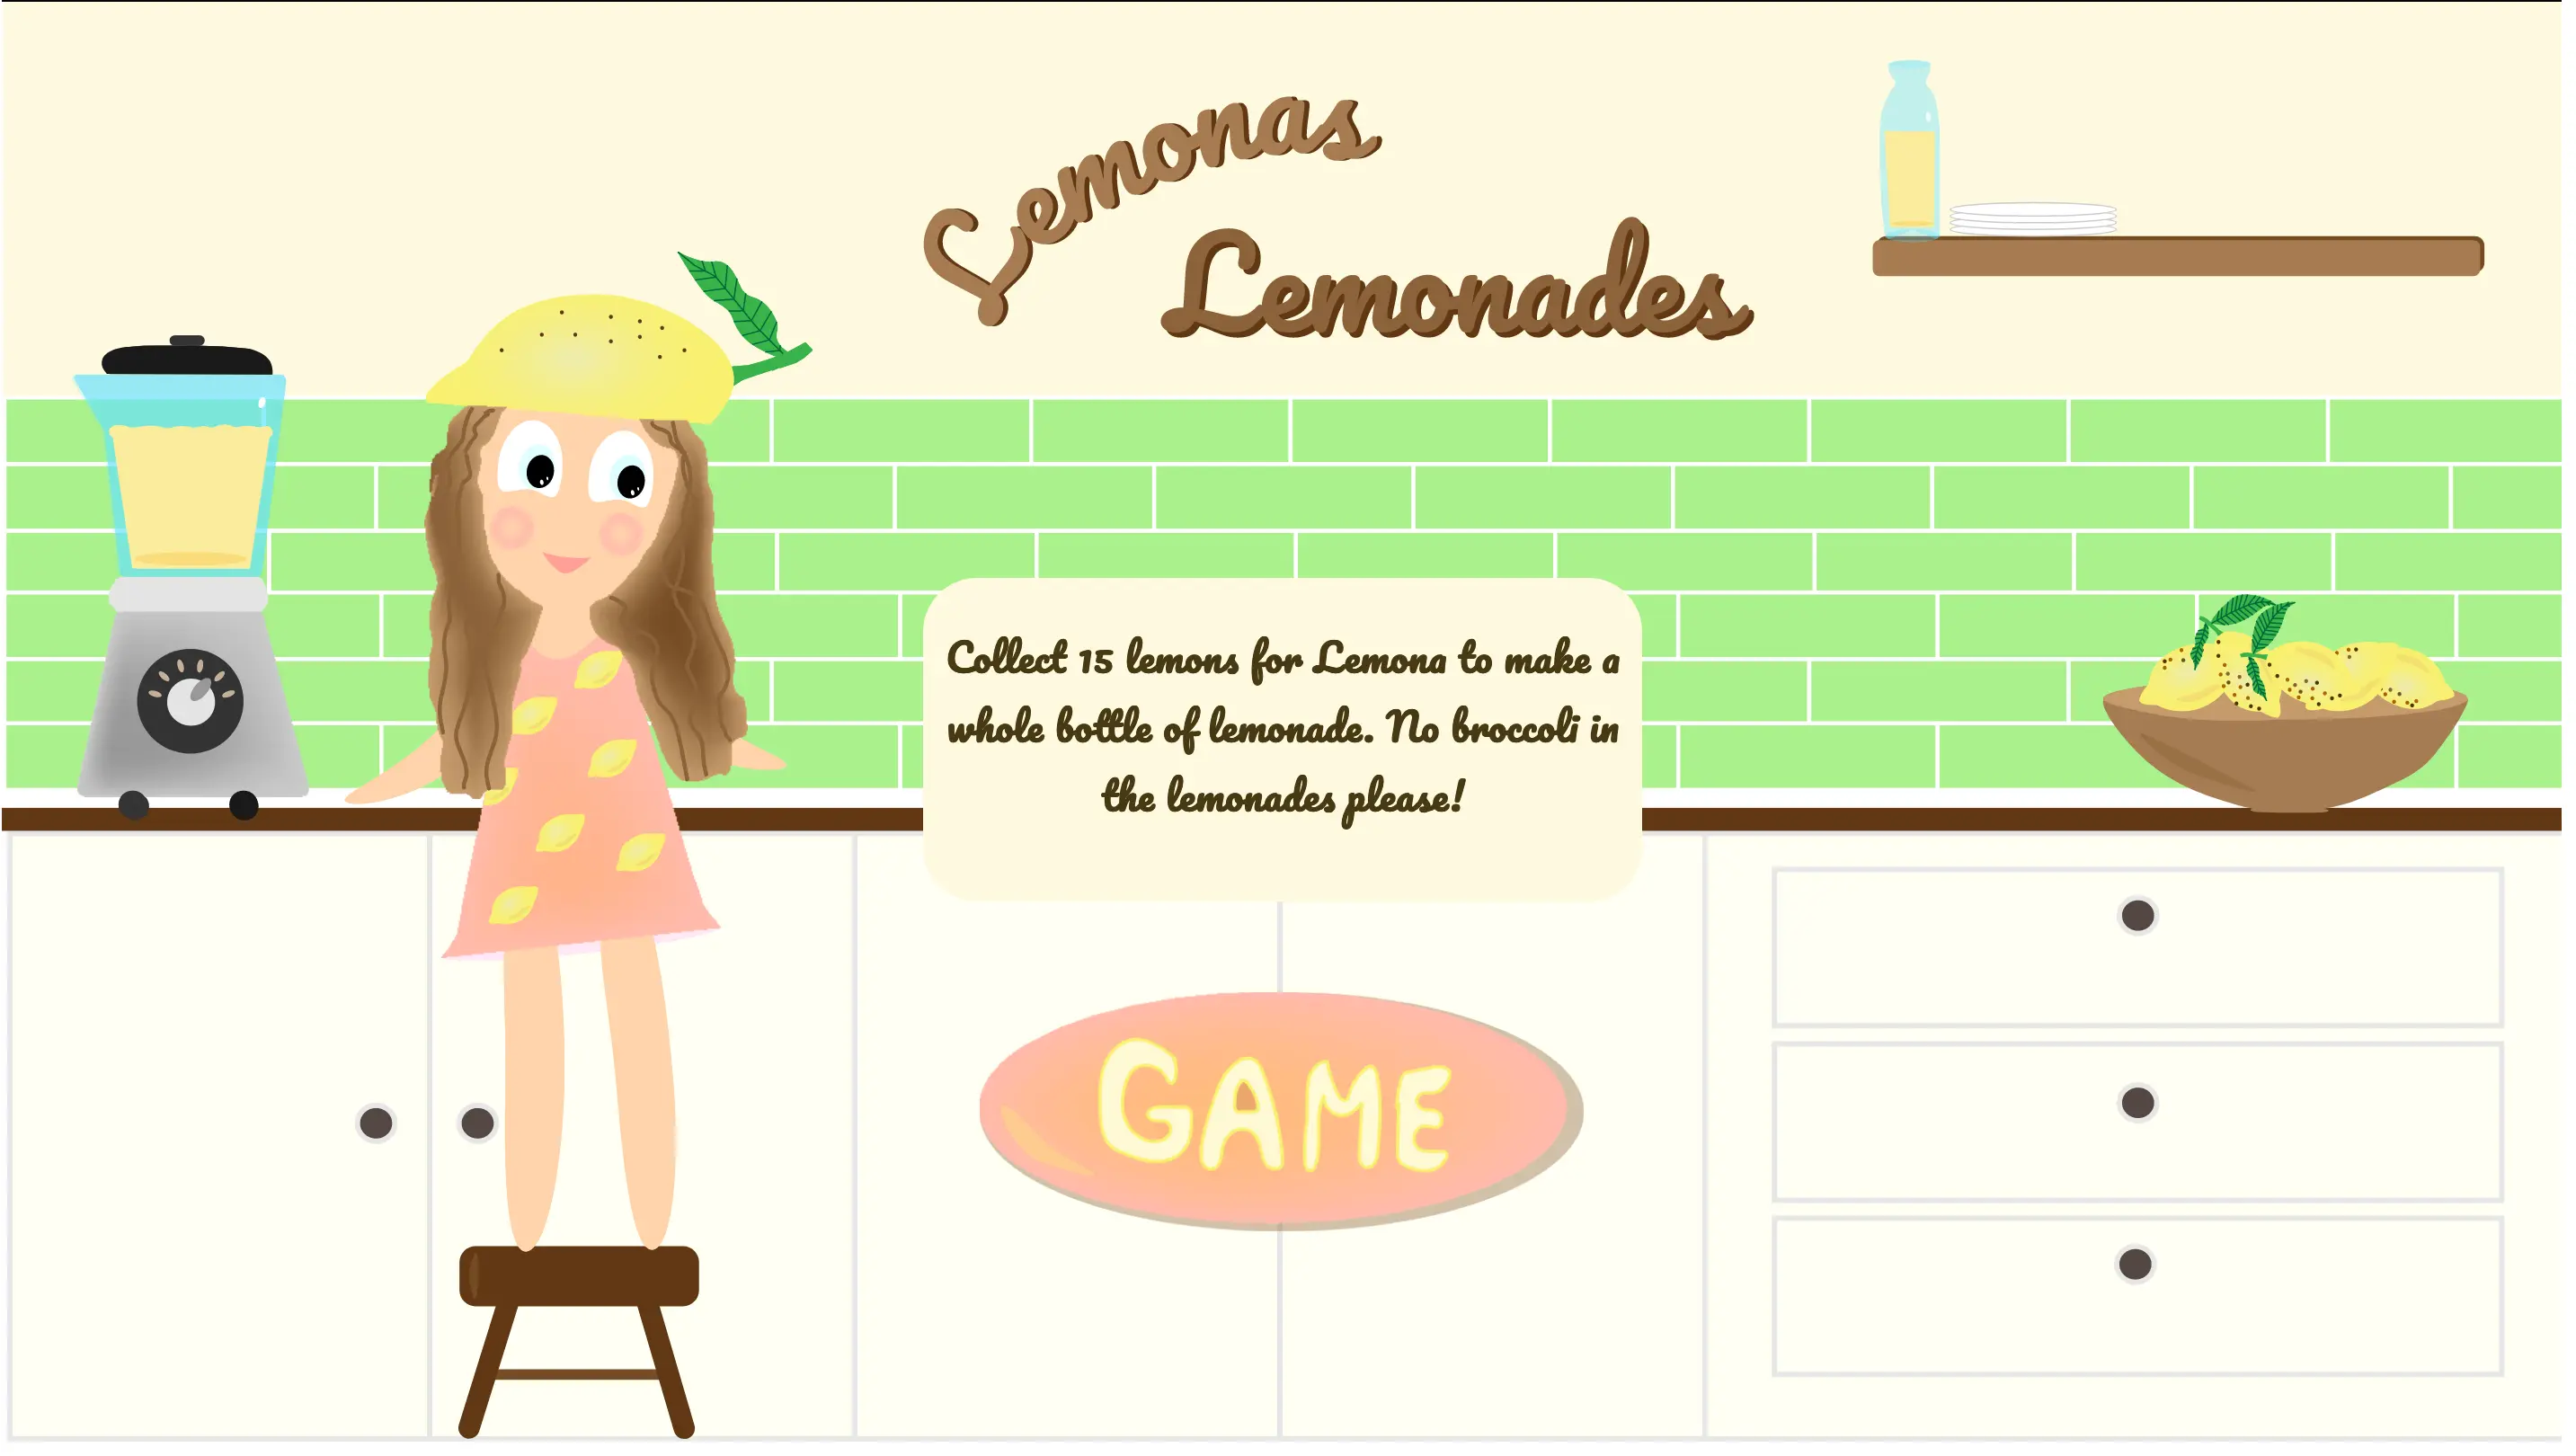 Lemonas
Lemonades
Collect 15 lemons for Lemona to make a
whole bottle of lemonade. No broccoli in
the lemonades please!
GAME